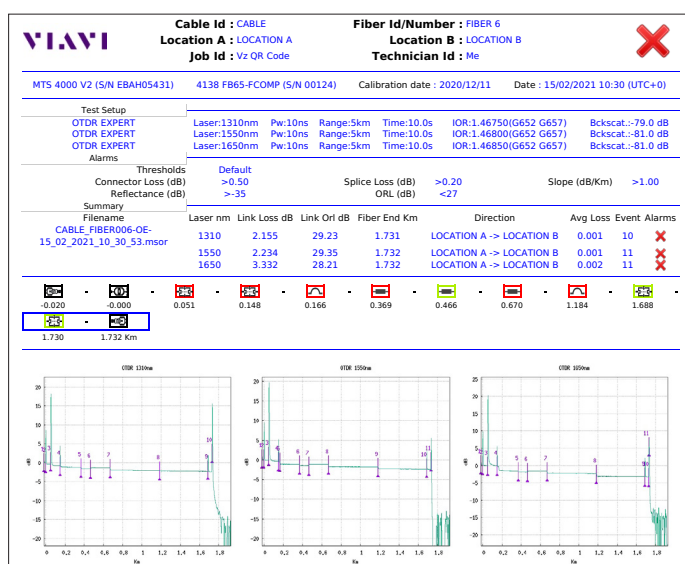 VIAVI
Cable Id : CABLE Fiber Id/Number : FIBER 6
Location A : LOCATION A Location B : LOCATION B
Job Id : Vz QR Code Technician Id : Me
MTS 4000 V2 (S/N EBAH05431) 4138 FB65-FCOMP (S/N 00124) Calibration date : 2020/12/11 Date : 15/02/2021 10:30 (UTC+0)
Test Setup
OTDR EXPERT Laser:1310nm Pw:10ns Range:5km Time:10.0s IOR:1.46750(G652 G657) Bckscat.:-79.0 dB
OTDR EXPERT Laser:1550nm Pw:10ns Range:5km Time:10.0s IOR:1.46800(G652 G657) Bckscat.:-81.0 dB
OTDR EXPERT Laser:1650nm Pw:10ns Range:5km Time:10.0s IOR:1.46850(G652 G657) Bckscat.:-81.0 dB
Alarms
Thresholds Default
Connector Loss (dB) >0.50 Splice Loss (dB) >0.20 Slope (dB/Km) >1.00
Reflectance (dB) >-35 ORL (dB) <27
Summary
Filename Laser nm Link Loss dB Link Orl dB Fiber End Km Direction Avg Loss Event Alarms
CABLE_FIBER006-OE-
15_02_2021_10_30_53.msor
1310 2.155 29.23 1.731 LOCATION A -> LOCATION B 0.001 10
1550 2.234 29.35 1.732 LOCATION A -> LOCATION B 0.001 11
1650 3.332 28.21 1.732 LOCATION A -> LOCATION B 0.002 11
-0.020 -0.000 0.051 0.148 0.166 0.369 0.466 0.670 1.184 1.688
1.730 1.732 Km
OTDR 1310nm OTDR 1550nm OTDR 1650nm